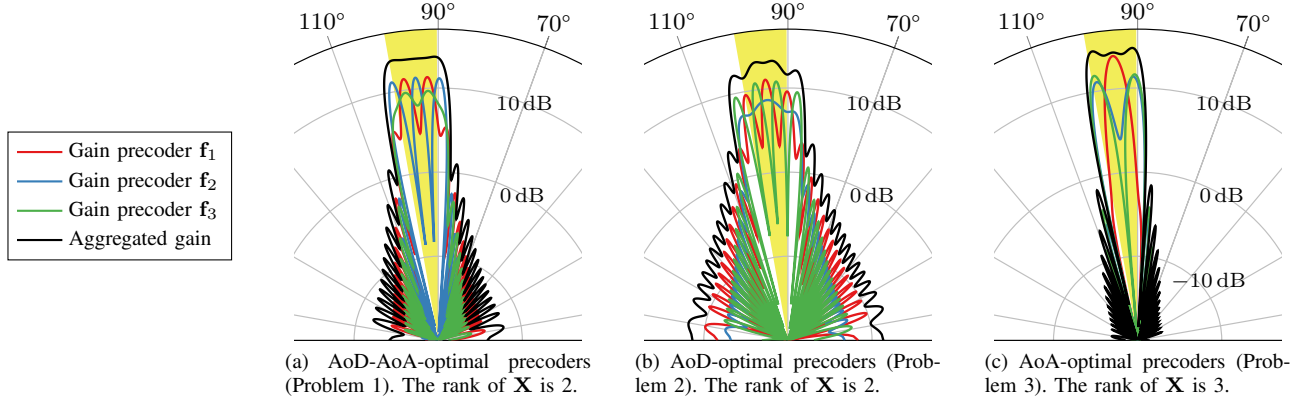 110°
90°
70°
10 dB
0 dB
110°
90°
70°
10 dB
0 dB
110°
90°
70°
10 dB
0 dB
−10 dB
Gain precoder f₁
Gain precoder f₂
Gain precoder f₃
Aggregated gain
(a) AoD-AoA-optimal precoders
(Problem 1). The rank of X is 2.
(b) AoD-optimal precoders (Prob-
lem 2). The rank of X is 2.
(c) AoA-optimal precoders (Prob-
lem 3). The rank of X is 3.